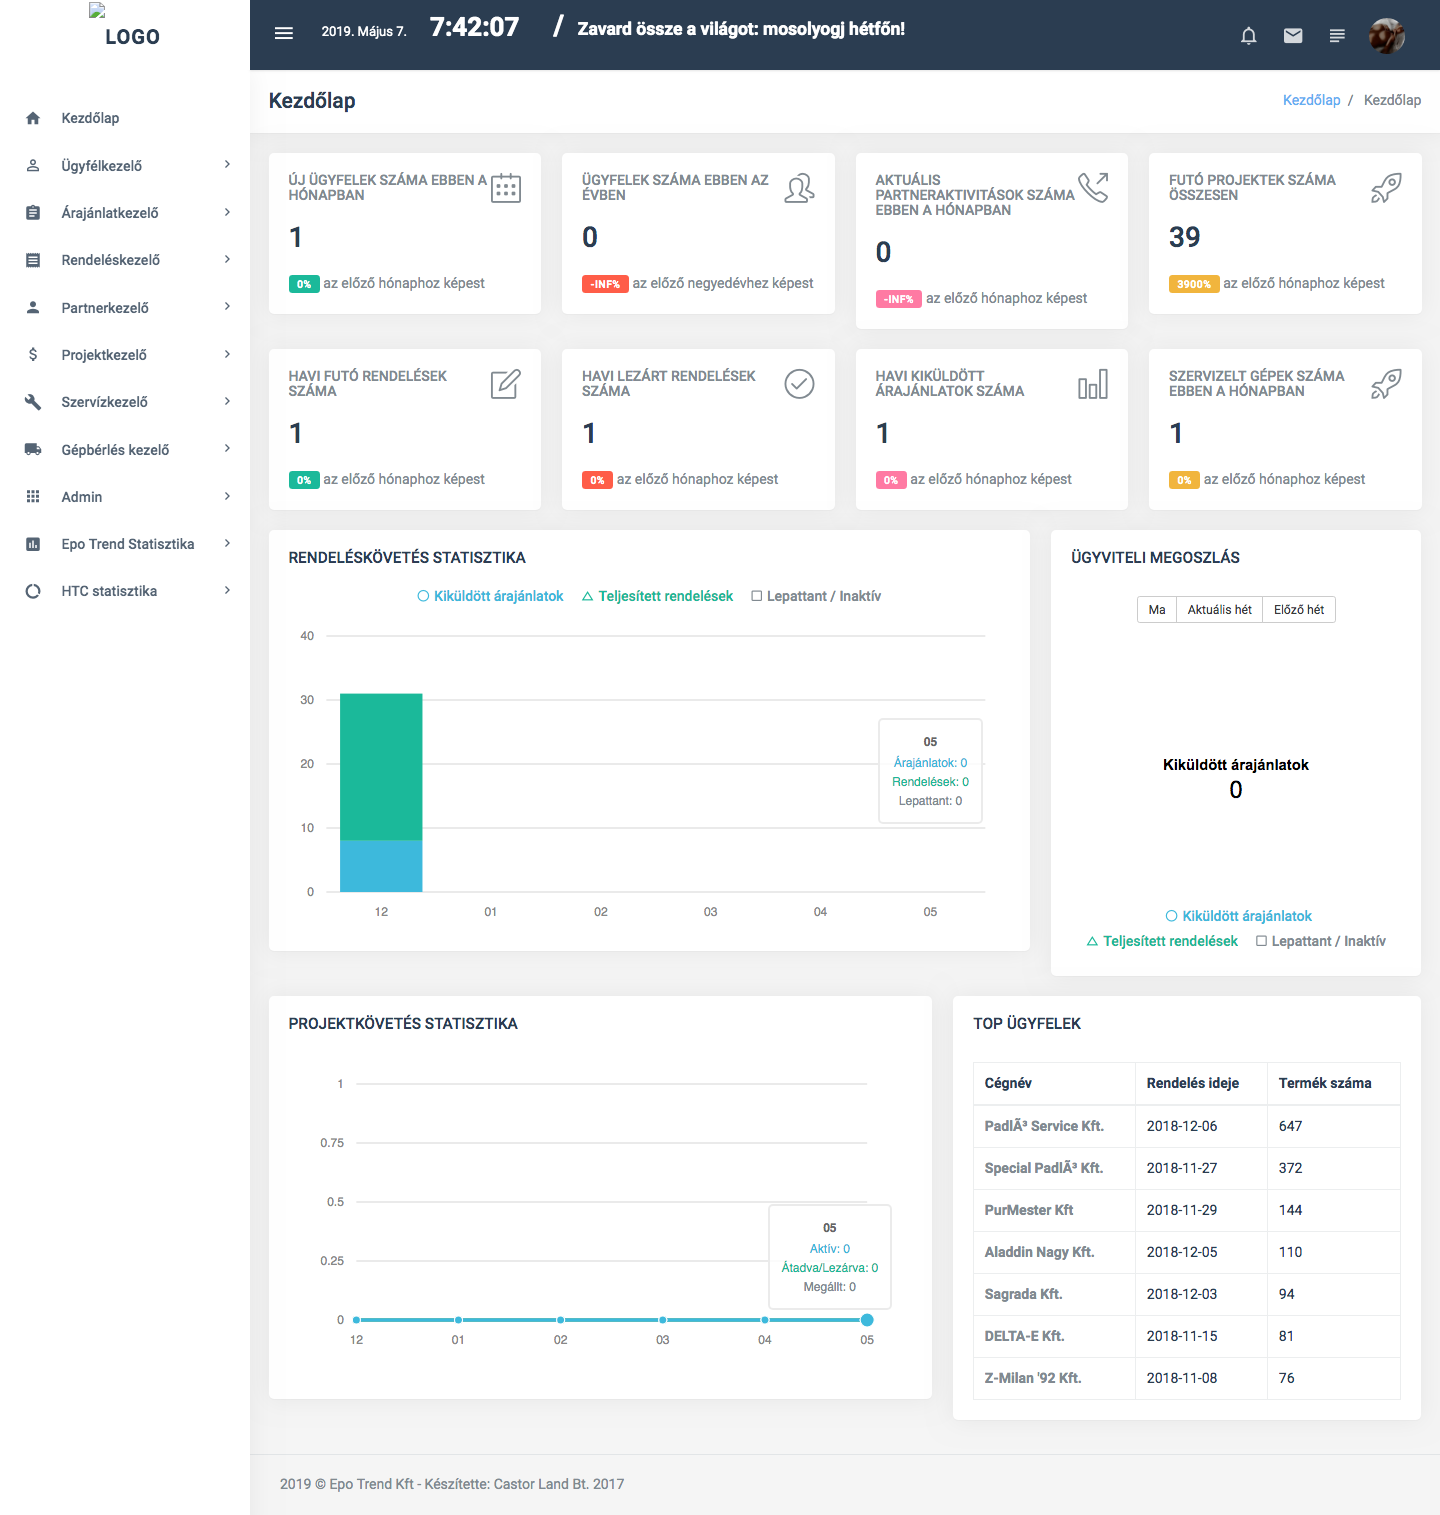 LOGO
2019. Május 7. 7:42:07 / Zavard össze a világot: mosolyogj hétfőn!
Kezdőlap
Ügyfélkezelő
Árajánlatkezelő
Rendeléskezelő
Partnerkezelő
Projektkezelő
Szervízkezelő
Gépbérlés kezelő
Admin
Epo Trend Statisztika
HTC statisztika
Kezdőlap
Kezdőlap / Kezdőlap
ÚJ ÜGYFELEK SZÁMA EBBEN A
HÓNAPBAN
1
0% az előző hónaphoz képest
ÜGYFELEK SZÁMA EBBEN AZ
ÉVBEN
0
-INF% az előző negyedévhez képest
AKTUÁLIS
PARTNERAKTIVITÁSOK SZÁMA
EBBEN A HÓNAPBAN
0
-INF% az előző hónaphoz képest
FUTÓ PROJEKTEK SZÁMA
ÖSSZESEN
39
3900% az előző hónaphoz képest
HAVI FUTÓ RENDELÉSEK
SZÁMA
1
0% az előző hónaphoz képest
HAVI LEZÁRT RENDELÉSEK
SZÁMA
1
0% az előző hónaphoz képest
HAVI KIKÜLDÖTT
ÁRAJÁNLATOK SZÁMA
1
0% az előző hónaphoz képest
SZERVIZELT GÉPEK SZÁMA
EBBEN A HÓNAPBAN
1
0% az előző hónaphoz képest
RENDELÉSKÖVETÉS STATISZTIKA
Kiküldött árajánlatok Teljesített rendelések Lepattant / Inaktív
40
30
20
10
0
12 01 02 03 04 05
05
Árajánlatok: 0
Rendelések: 0
Lepattant: 0
ÜGYVITELI MEGOSZLÁS
Ma Aktuális hét Előző hét
Kiküldött árajánlatok
0
Kiküldött árajánlatok
Teljesített rendelések Lepattant / Inaktív
PROJEKTKÖVETÉS STATISZTIKA
1
0.75
0.5
0.25
0
12 01 02 03 04 05
05
Aktív: 0
Átadva/Lezárva: 0
Megállt: 0
TOP ÜGYFELEK
Cégnév Rendelés ideje Termék száma
PadlÃ³ Service Kft. 2018-12-06 647
Special PadlÃ³ Kft. 2018-11-27 372
PurMester Kft 2018-11-29 144
Aladdin Nagy Kft. 2018-12-05 110
Sagrada Kft. 2018-12-03 94
DELTA-E Kft. 2018-11-15 81
Z-Milan '92 Kft. 2018-11-08 76
2019 © Epo Trend Kft - Készítette: Castor Land Bt. 2017